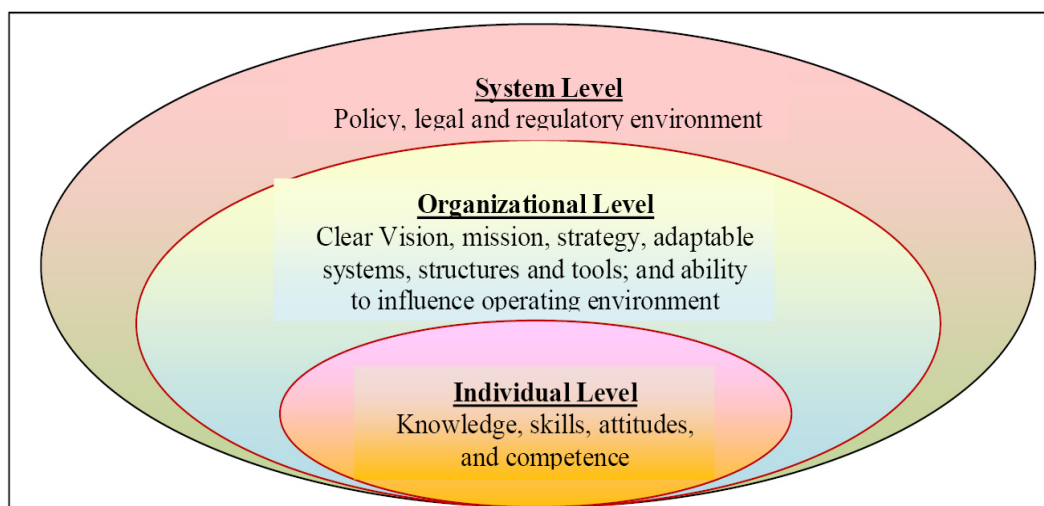 System Level
Policy, legal and regulatory environment
Organizational Level
Clear Vision, mission, strategy, adaptable
systems, structures and tools; and ability
to influence operating environment
Individual Level
Knowledge, skills, attitudes,
and competence